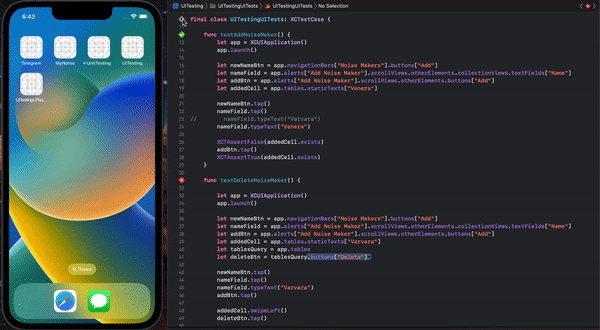 UITesting
UITestingUITests
UITestingUITests
No Selection
Telegram
MyNotes
UnitTesting
UITesting
UITestingUITe...
Поиск
final class UITestingUITests: XCTestCase {
func testAddNoiseMaker() {
let app = XCUIApplication()
app.launch()
let newNameBtn = app.navigationBars["Noise Makers"].buttons["Add"]
let nameField = app.alerts["Add Noise Maker"].scrollViews.otherElements.collectionViews.textFields["Name"]
let addBtn = app.alerts["Add Noise Maker"].scrollViews.otherElements.buttons["Add"]
let addedCell = app.tables.staticTexts["Venera"]
newNameBtn.tap()
nameField.tap()
// nameField.typeText("Varvara")
nameField.typeText("Venera")
XCTAssertFalse(addedCell.exists)
addBtn.tap()
XCTAssertTrue(addedCell.exists)
}
func testDeleteNoiseMaker() {
let app = XCUIApplication()
app.launch()
let newNameBtn = app.navigationBars["Noise Makers"].buttons["Add"]
let nameField = app.alerts["Add Noise Maker"].scrollViews.otherElements.collectionViews.textFields["Name"]
let addBtn = app.alerts["Add Noise Maker"].scrollViews.otherElements.buttons["Add"]
let addedCell = app.tables.staticTexts["Varvara"]
let tablesQuery = app.tables
let deleteBtn = tablesQuery.buttons["Delete"]
newNameBtn.tap()
nameField.tap()
nameField.typeText("Varvara")
addBtn.tap()
addedCell.swipeLeft()
deleteBtn.tap()